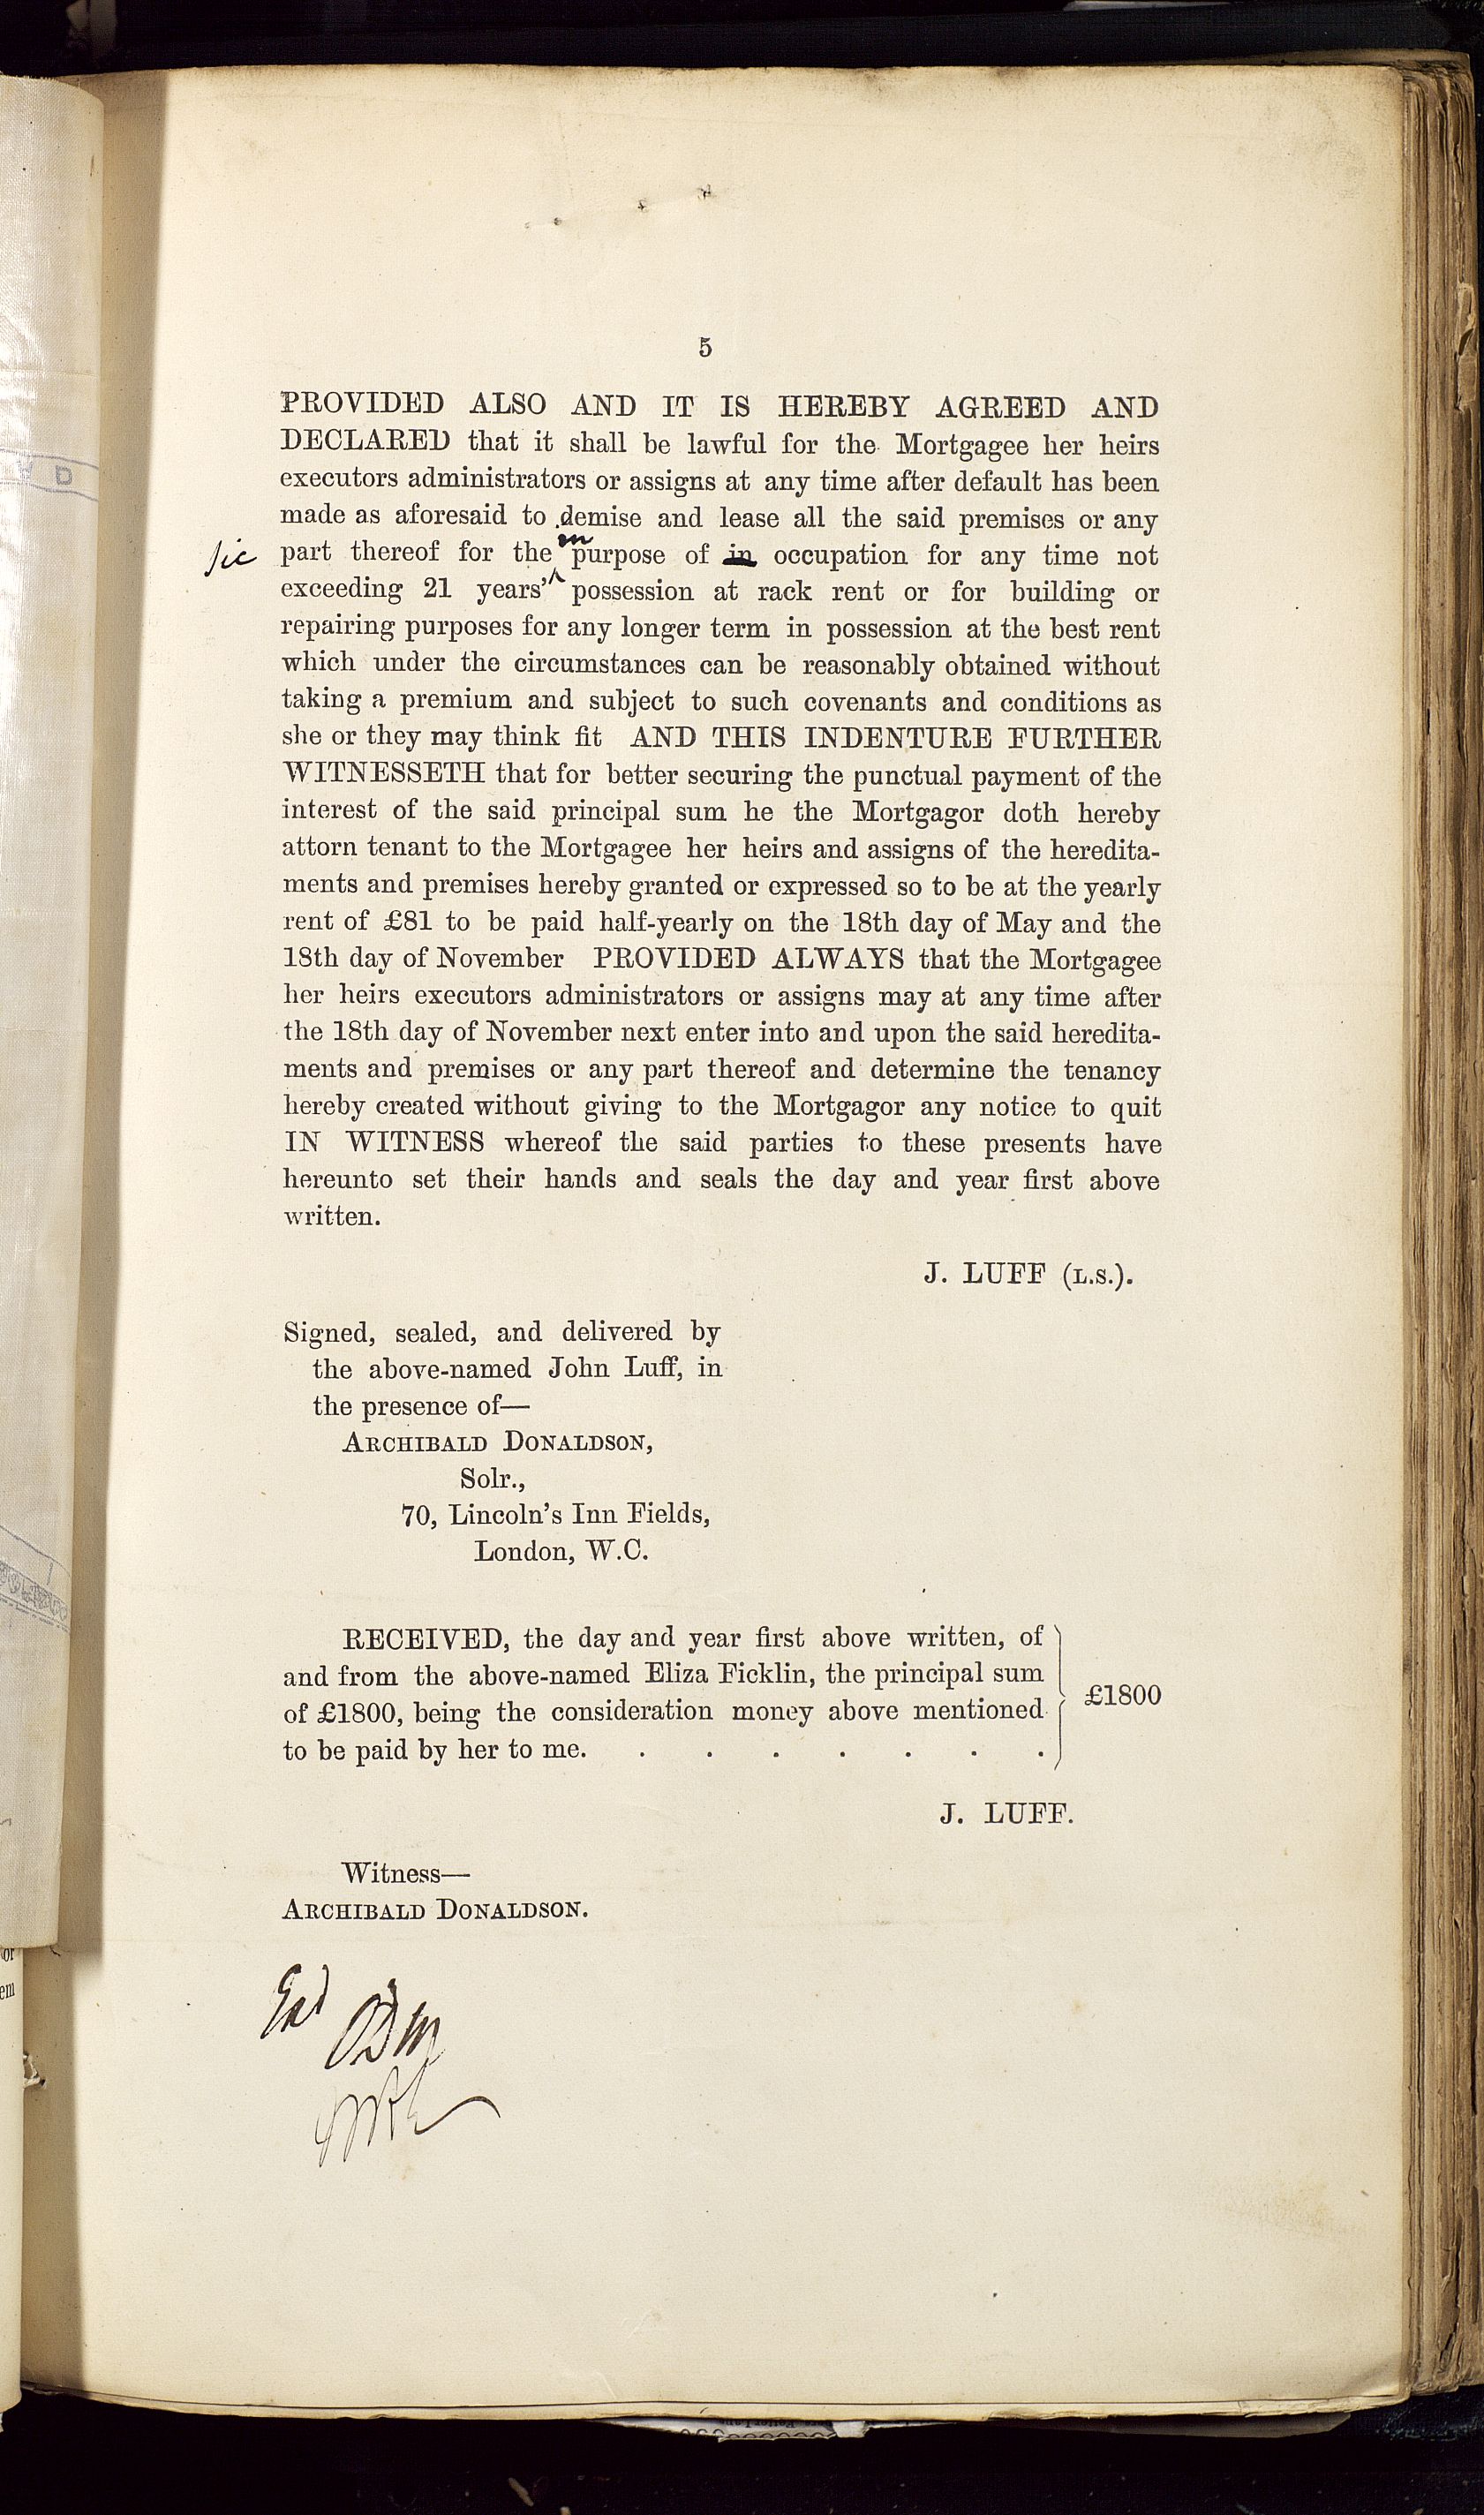 5
PROVIDED ALSO AND IT IS HEREBY AGREED AND
DECLARED that it shall be lawful for the Mortgagee her heirs
executors administrators or assigns at any time after default has been
made as aforesaid to demise and lease all the said premises or any
sic part thereof for the purpose of in occupation for any time not
in
exceeding 21 years' possession at rack rent or for building or
repairing purposes for any longer term in possession at the best rent
which under the circumstances can be reasonably obtained without
taking a premium and subject to such covenants and conditions as
she or they may think fit AND THIS INDENTURE FURTHER
WITNESSETH that for better securing the punctual payment of the
interest of the said principal sum he the Mortgagor doth hereby
attorn tenant to the Mortgagee her heirs and assigns of the heredita-
ments and premises hereby granted or expressed so to be at the yearly
rent of £81 to be paid half-yearly on the 18th day of May and the
18th day of November PROVIDED ALWAYS that the Mortgagee
her heirs executors administrators or assigns may at any time after
the 18th day of November next enter into and upon the said heredita-
ments and premises or any part thereof and determine the tenancy
hereby created without giving to the Mortgagor any notice to quit
IN WITNESS whereof the said parties to these presents have
hereunto set their hands and seals the day and year first above
written.
J. LUFF (L.S.).
Signed, sealed, and delivered by
the above-named John Luff, in
the presence of—
ARCHIBALD DONALDSON,
Solr.,
70, Lincoln's Inn Fields,
London, W.C.
RECEIVED, the day and year first above written, of
and from the above-named Eliza Ficklin, the principal sum
of £1800, being the consideration money above mentioned
£1800
to be paid by her to me. . . . . . . .
J. LUFF.
Witness—
ARCHIBALD DONALDSON.